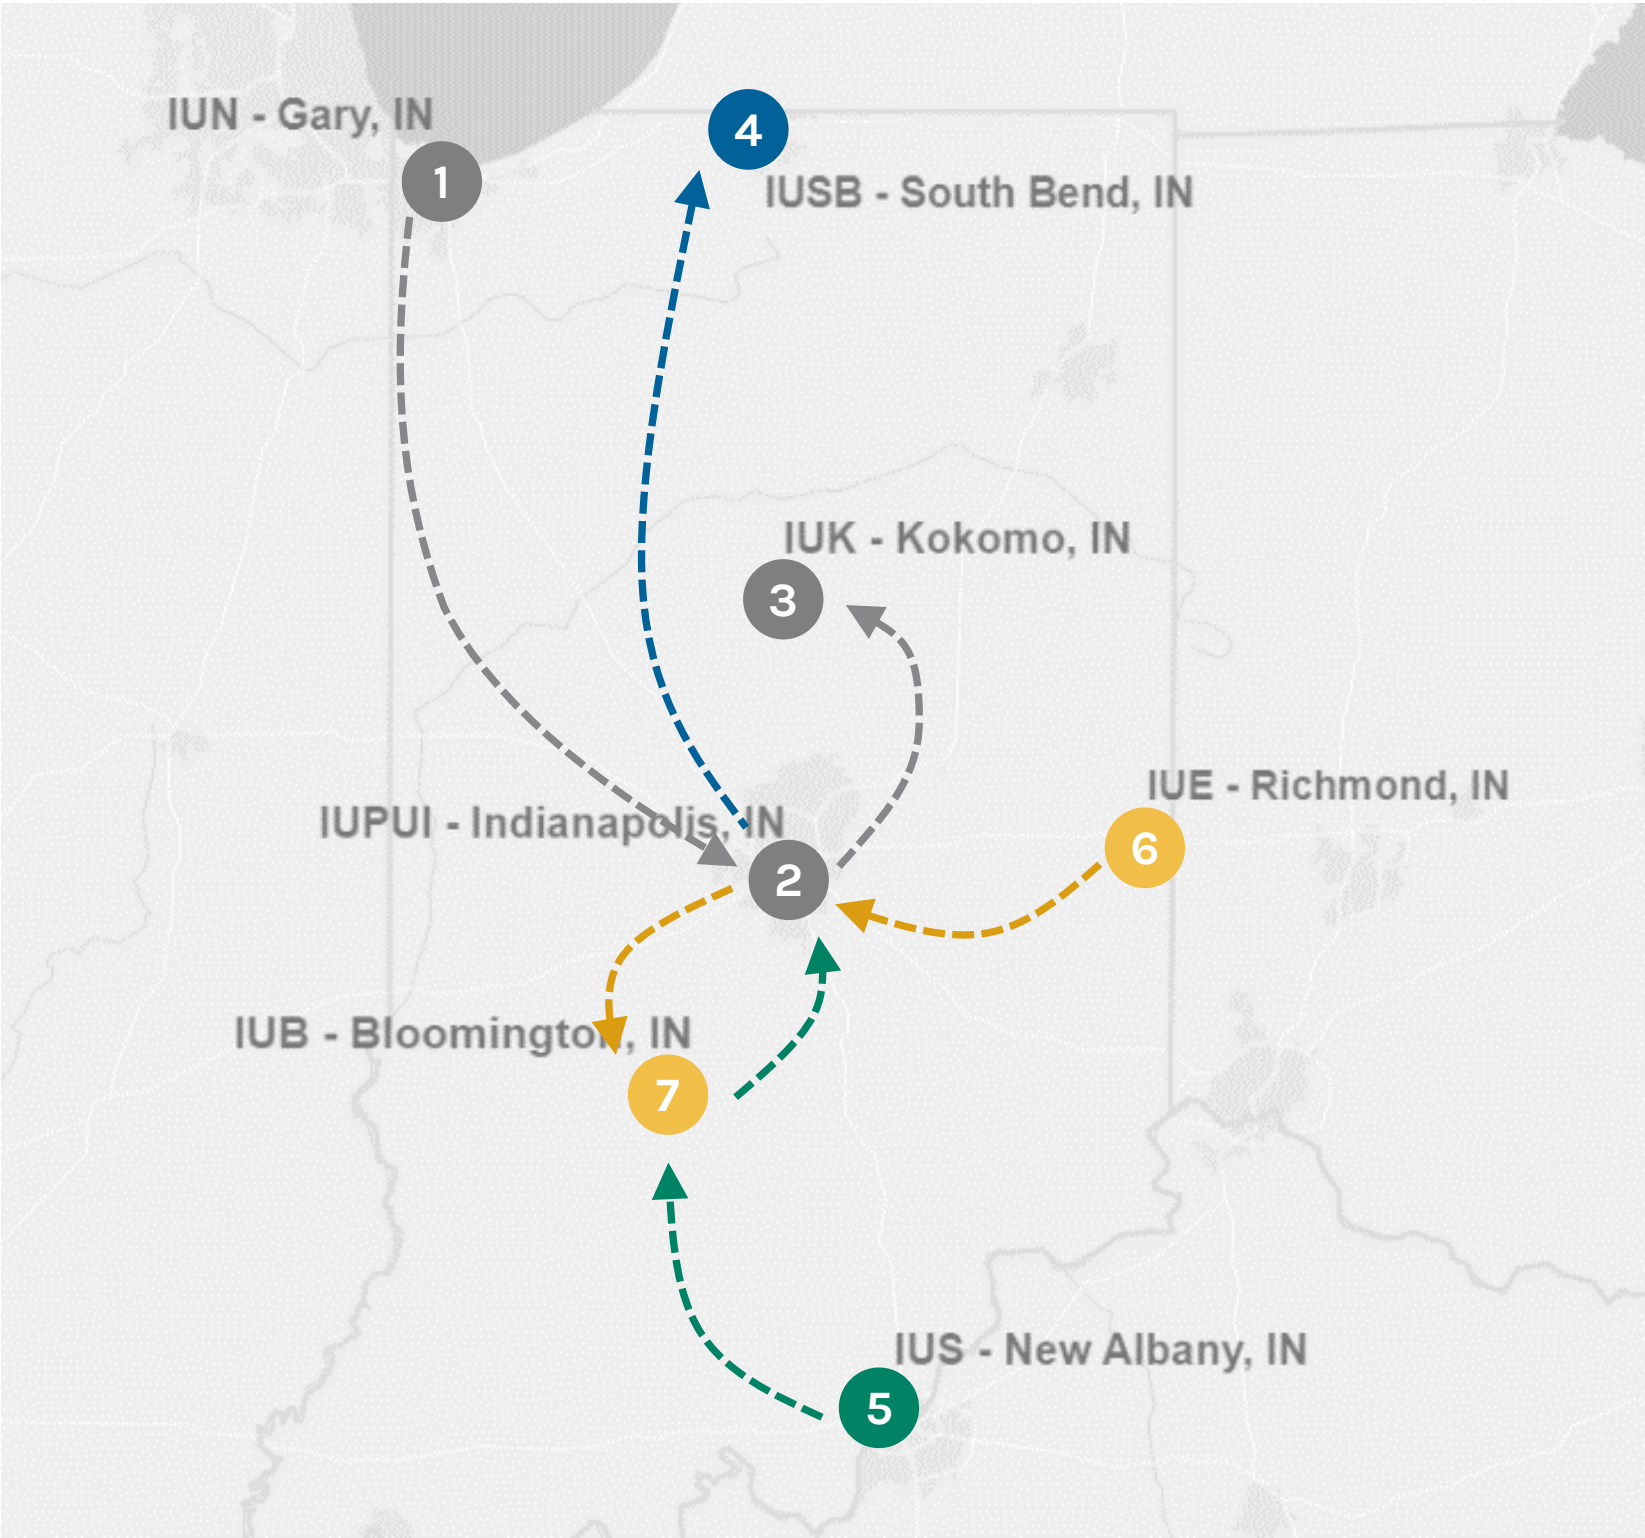 IUN - Gary, IN
4
1
IUSB - South Bend, IN
IUK - Kokomo, IN
3
IUE - Richmond, IN
IUPUI - Indianapolis, IN
6
2
IUB - Bloomington, IN
7
IUS - New Albany, IN
5